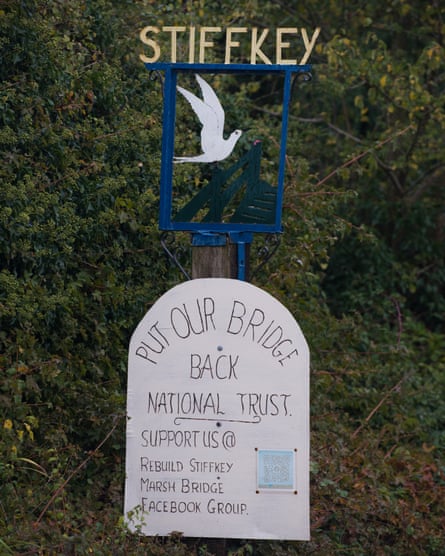 STIFFKEY
PUT OUR BRIDGE
BACK
NATIONAL TRUST.
SUPPORT US @
REBUILD STIFFKEY
MARSH BRIDGE
FACEBOOK GROUP.